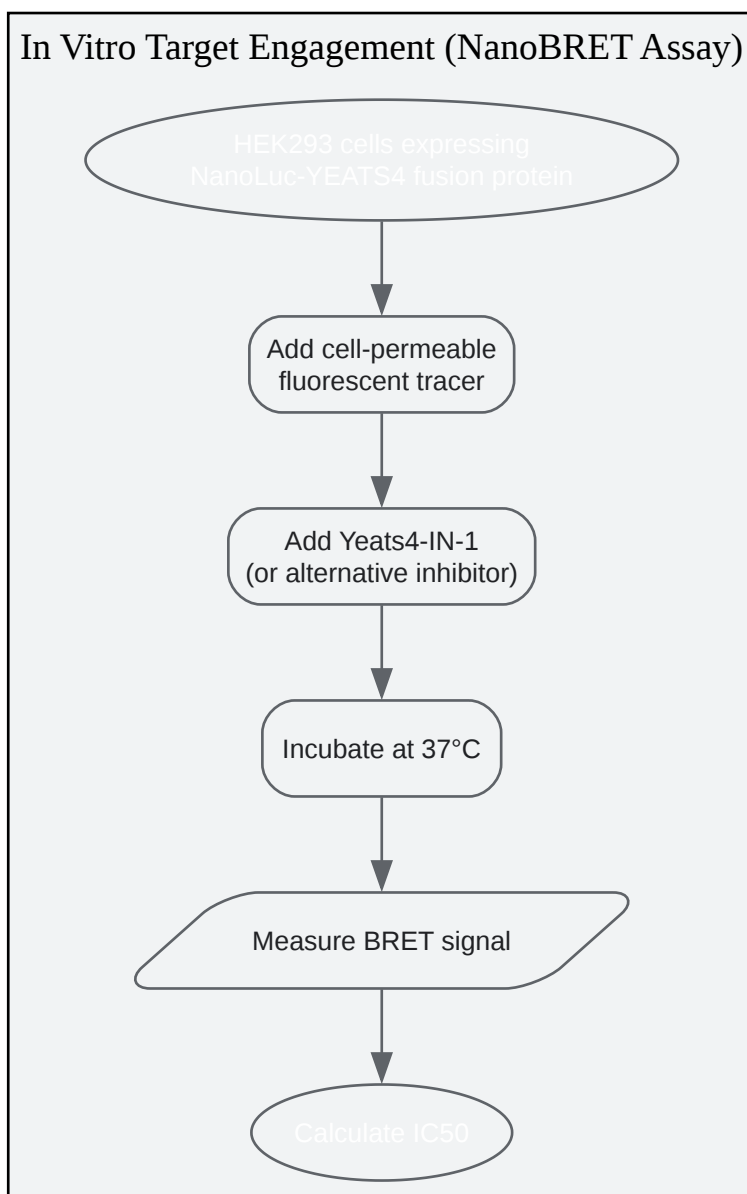 In Vitro Target Engagement (NanoBRET Assay)
HEK293 cells expressing
NanoLuc-YEATS4 fusion protein
Add cell-permeable
fluorescent tracer
Add Yeats4-IN-1
(or alternative inhibitor)
Incubate at 37°C
Measure BRET signal
Calculate IC50